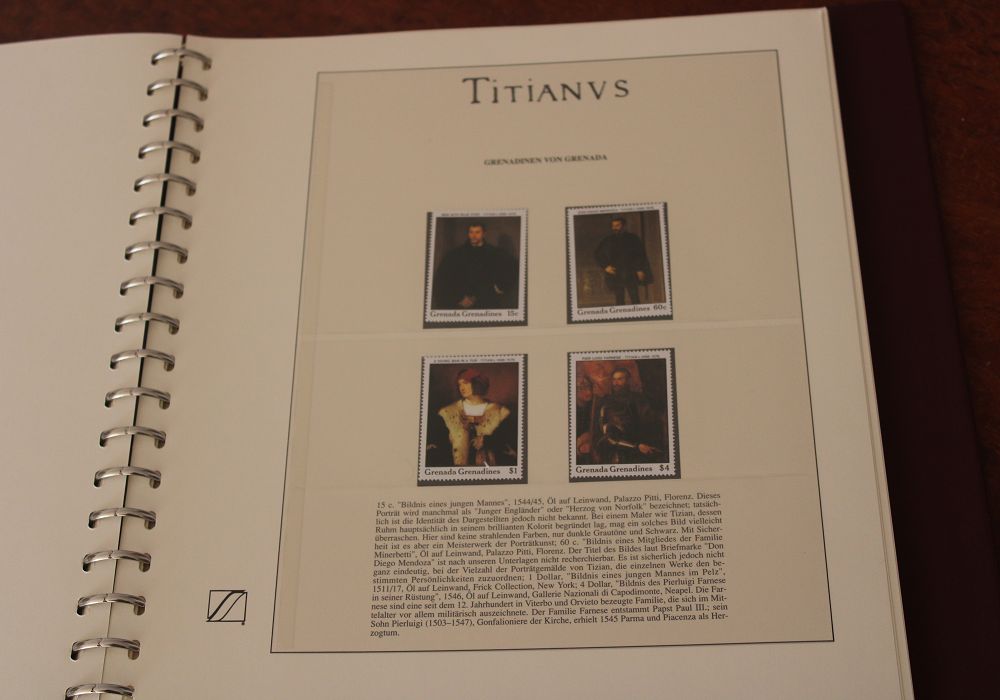 TITIANVS
GRENADINEN VON GRENADA
Grenada Grenadines 15c
Grenada Grenadines 60c
Grenada Grenadines $1
Grenada Grenadines $4
15 c. "Bildnis eines jungen Mannes", 1544/45, Öl auf Leinwand, Palazzo Pitti, Florenz. Dieses
Porträt wird manchmal als "Junger Engländer" oder "Herzog von Norfolk" bezeichnet; tatsäch-
lich ist die Identität des Dargestellten jedoch nicht bekannt. Bei einem Maler wie Tizian, dessen
Ruhm hauptsächlich in seinem brillianten Kolorit begründet lag, mag ein solches Bild vielleicht
überraschen. Hier sind keine strahlenden Farben, nur dunkle Grautöne und Schwarz. Mit Sicher-
heit ist es aber ein Meisterwerk der Porträtkunst; 60 c. "Bildnis eines Mitgliedes der Familie
Minerbetti", Öl auf Leinwand, Palazzo Pitti, Florenz. Der Titel des Bildes laut Briefmarke "Don
Diego Mendoza" ist nach unseren Unterlagen nicht recherchierbar. Es ist sicherlich jedoch nicht
ganz eindeutig, bei der Vielzahl der Porträtgemälde von Tizian, die einzelnen Werke den be-
stimmten Persönlichkeiten zuzuordnen; 1 Dollar, "Bildnis eines jungen Mannes im Pelz",
1511/17, Öl auf Leinwand, Frick Collection, New York; 4 Dollar, "Bildnis des Pierluigi Farnese
in seiner Rüstung", 1546, Öl auf Leinwand, Gallerie Nazionali di Capodimonte, Neapel. Die Far-
nese sind eine seit dem 12. Jahrhundert in Viterbo und Orvieto bezeugte Familie, die sich im Mit-
telalter vor allem militärisch auszeichnete. Der Familie Farnese entstammt Papst Paul III.; sein
Sohn Pierluigi (1503–1547), Gonfalioniere der Kirche, erhielt 1545 Parma und Piacenza als Her-
zogtum.